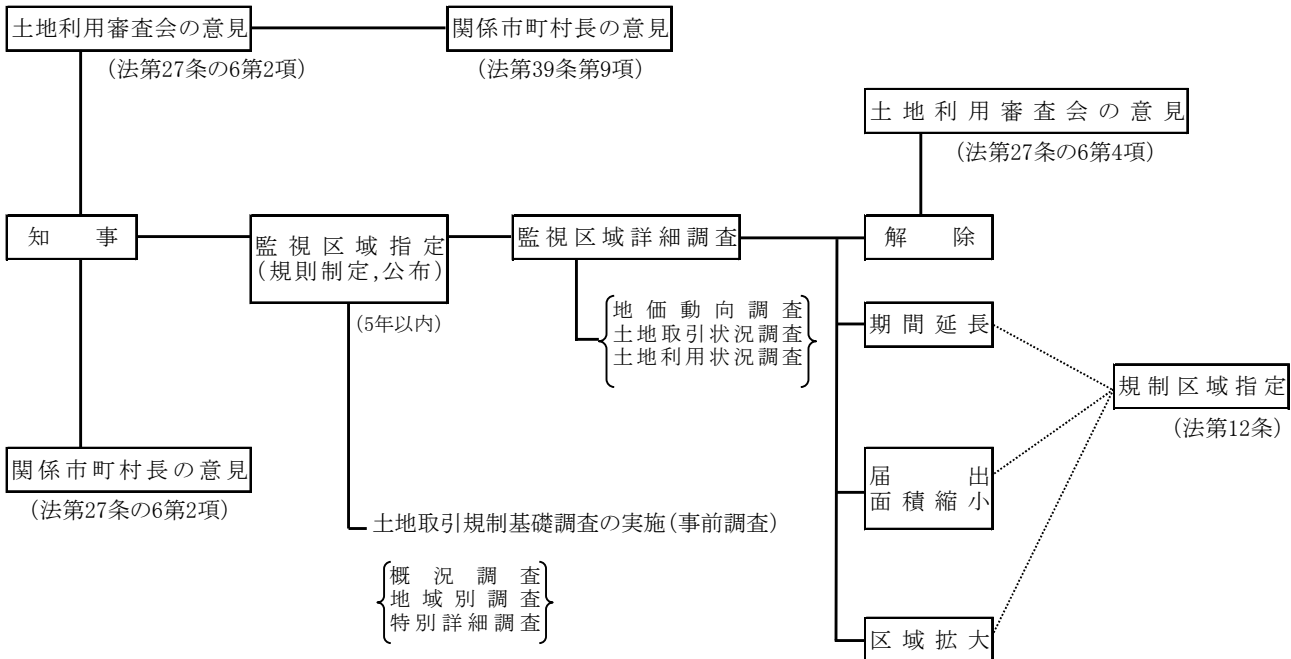 土地利用審査会の意見
関係市町村長の意見
(法第27条の6第2項)
(法第39条第9項)
土地利用審査会の意見
(法第27条の6第4項)
知事
監視区域指定
(規則制定,公布)
(5年以内)
監視区域詳細調査
解除
地価動向調査
土地取引状況調査
土地利用状況調査
期間延長
規制区域指定
(法第12条)
関係市町村長の意見
(法第27条の6第2項)
届出
面積縮小
土地取引規制基礎調査の実施(事前調査)
概況調査
地域別調査
特別詳細調査
区域拡大